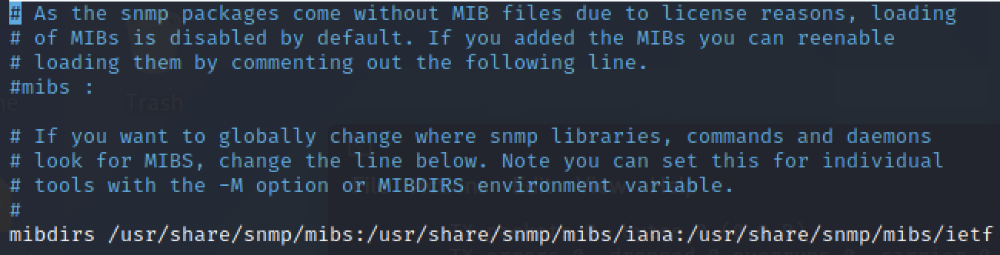 # As the snmp packages come without MIB files due to license reasons, loading
# of MIBs is disabled by default. If you added the MIBs you can reenable
# loading them by commenting out the following line.
#mibs :
Trash
# If you want to globally change where snmp libraries, commands and daemons
# look for MIBS, change the line below. Note you can set this for individual
# tools with the -M option or MIBDIRS environment variable.
#
mibdirs /usr/share/snmp/mibs:/usr/share/snmp/mibs/iana:/usr/share/snmp/mibs/ietf